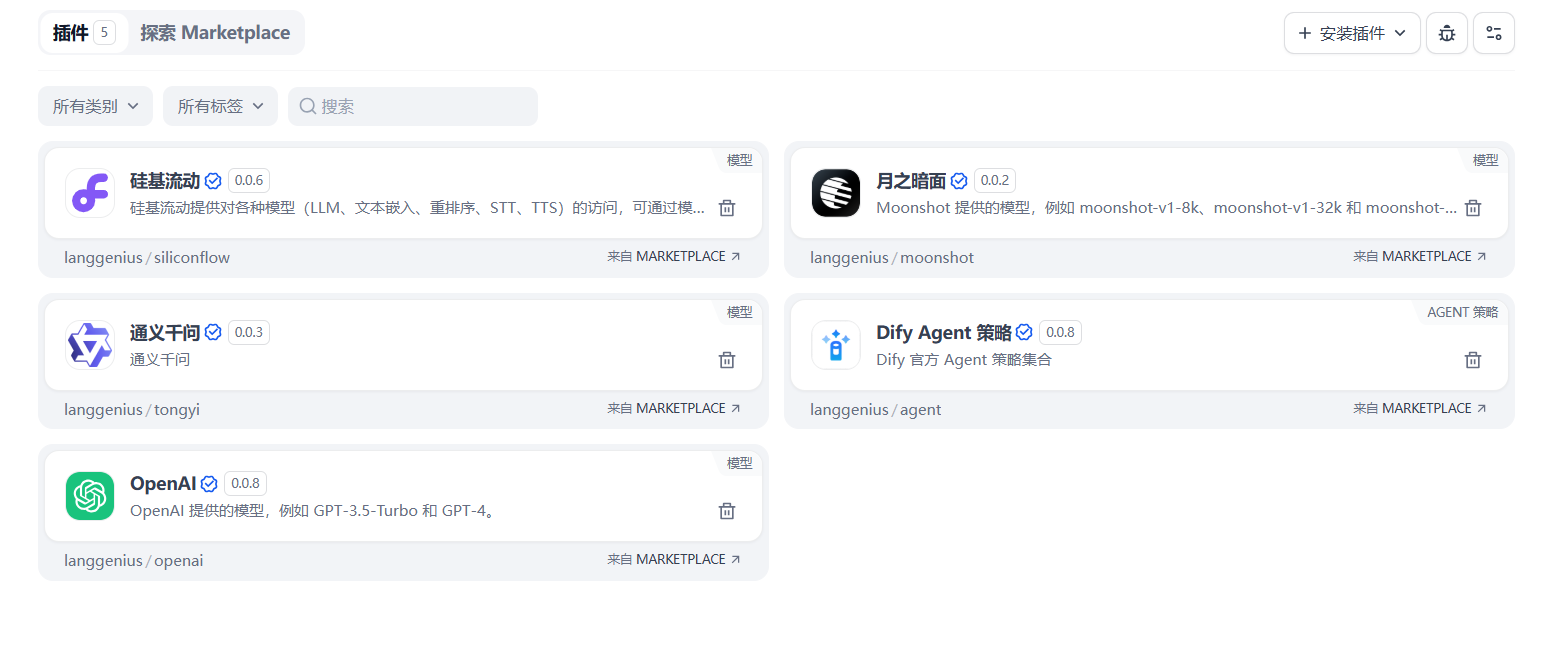 插件 5 探索 Marketplace 安装插件
所有类别 所有标签 搜索
模型
硅基流动 0.0.6
硅基流动提供对各种模型（LLM、文本嵌入、重排序、STT、TTS）的访问，可通过模...
langgenius / siliconflow 来自 MARKETPLACE
模型
月之暗面 0.0.2
Moonshot 提供的模型，例如 moonshot-v1-8k、moonshot-v1-32k 和 moonshot-...
langgenius / moonshot 来自 MARKETPLACE
模型
通义千问 0.0.3
通义千问
langgenius / tongyi 来自 MARKETPLACE
AGENT 策略
Dify Agent 策略 0.0.8
Dify 官方 Agent 策略集合
langgenius / agent 来自 MARKETPLACE
模型
OpenAI 0.0.8
OpenAI 提供的模型，例如 GPT-3.5-Turbo 和 GPT-4。
langgenius / openai 来自 MARKETPLACE